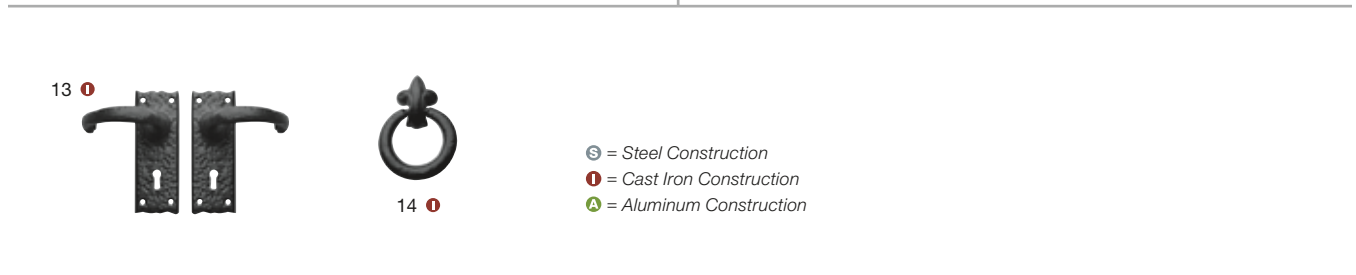 13 I
14 I
S = Steel Construction
I = Cast Iron Construction
A = Aluminum Construction